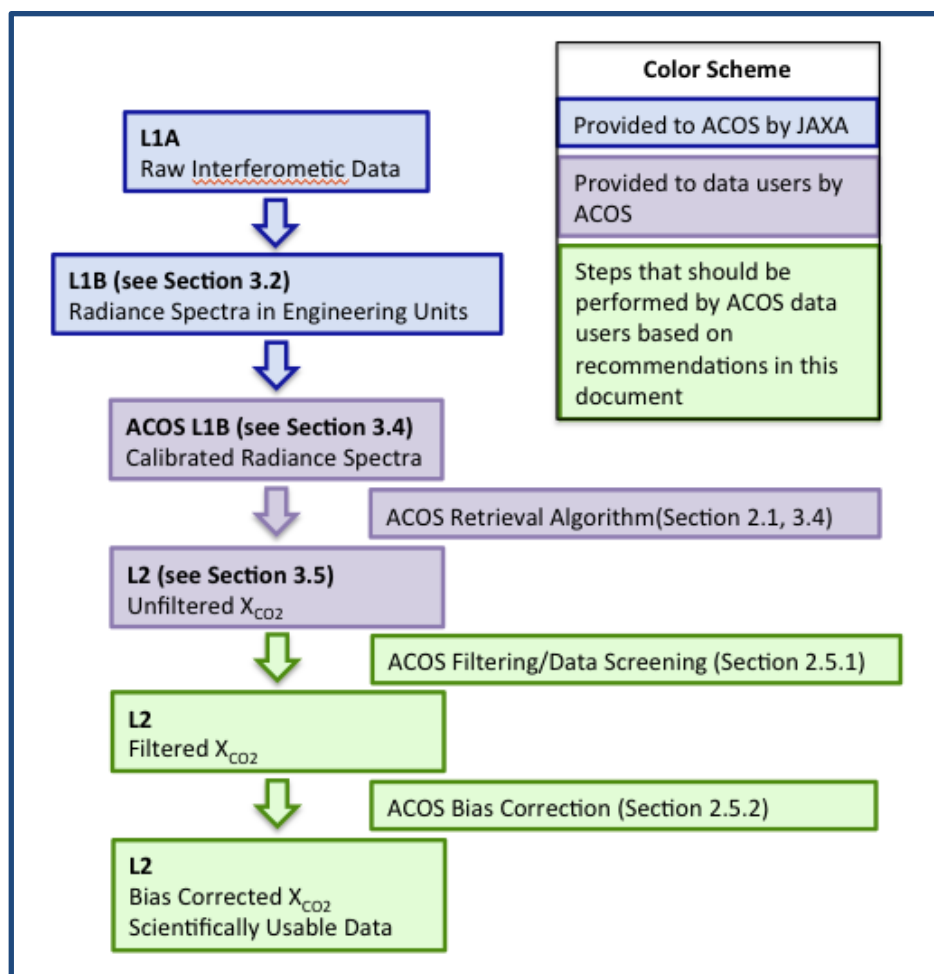 Color Scheme
Provided to ACOS by JAXA
Provided to data users by
ACOS
Steps that should be
performed by ACOS data
users based on
recommendations in this
document
L1A
Raw Interferometic Data
L1B (see Section 3.2)
Radiance Spectra in Engineering Units
ACOS L1B (see Section 3.4)
Calibrated Radiance Spectra
ACOS Retrieval Algorithm(Section 2.1, 3.4)
L2 (see Section 3.5)
Unfiltered XCO2
ACOS Filtering/Data Screening (Section 2.5.1)
L2
Filtered XCO2
ACOS Bias Correction (Section 2.5.2)
L2
Bias Corrected XCO2
Scientifically Usable Data